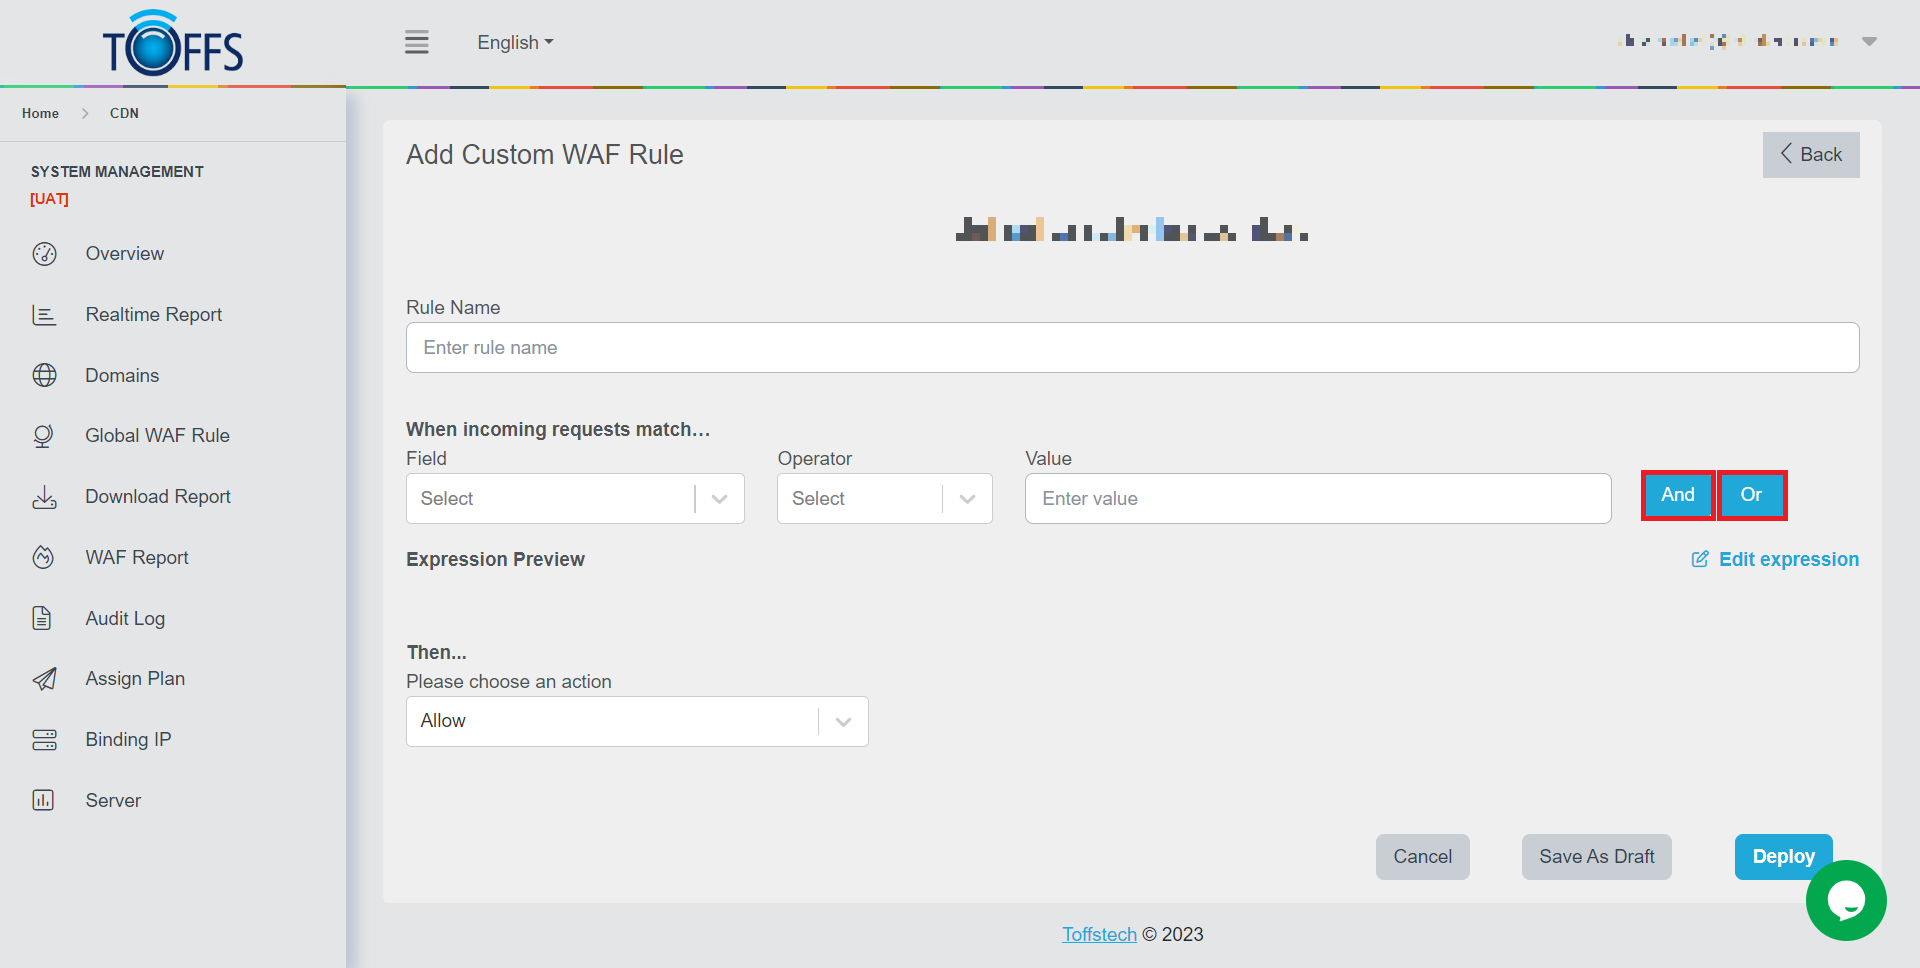 TOFFS
English
Home > CDN
SYSTEM MANAGEMENT
[UAT]
Overview
Realtime Report
Domains
Global WAF Rule
Download Report
WAF Report
Audit Log
Assign Plan
Binding IP
Server
Add Custom WAF Rule
Back
Rule Name
Enter rule name
When incoming requests match...
Field Operator Value
Select Select Enter value And Or
Expression Preview Edit expression
Then...
Please choose an action
Allow
Cancel Save As Draft Deploy
Toffstech © 2023